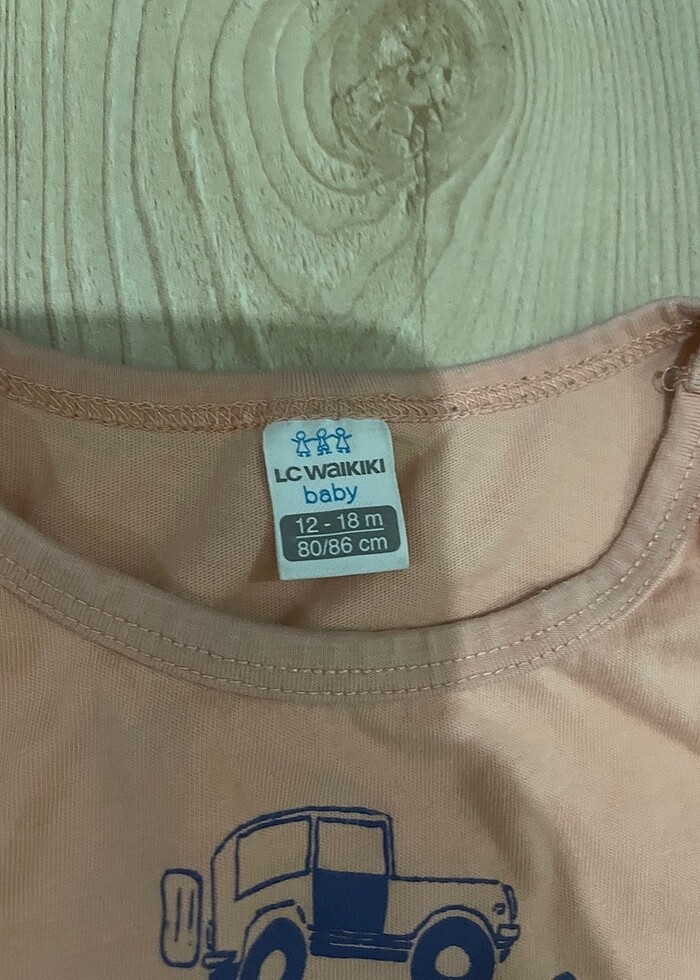 LC WAIKIKI
baby
12 - 18 m
80/86 cm